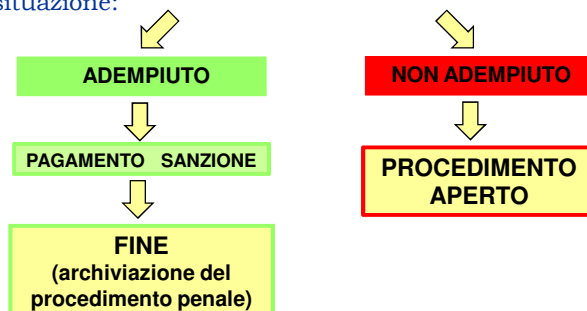 situazione:
ADEMPIUTO
NON ADEMPIUTO
PAGAMENTO SANZIONE
PROCEDIMENTO
APERTO
FINE
(archiviazione del
procedimento penale)